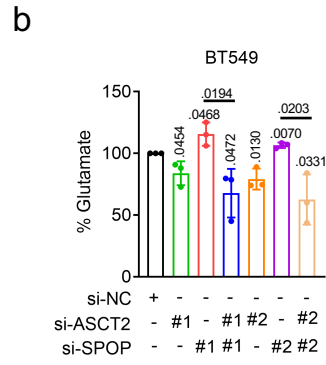 b
BT549
% Glutamate
150
100
50
0
.0454
.0468
.0194
.0472
.0130
.0070
.0203
.0331
si-NC + - - - - - -
si-ASCT2 - #1 - #1 #2 - #2
si-SPOP - - #1 #1 - #2 #2